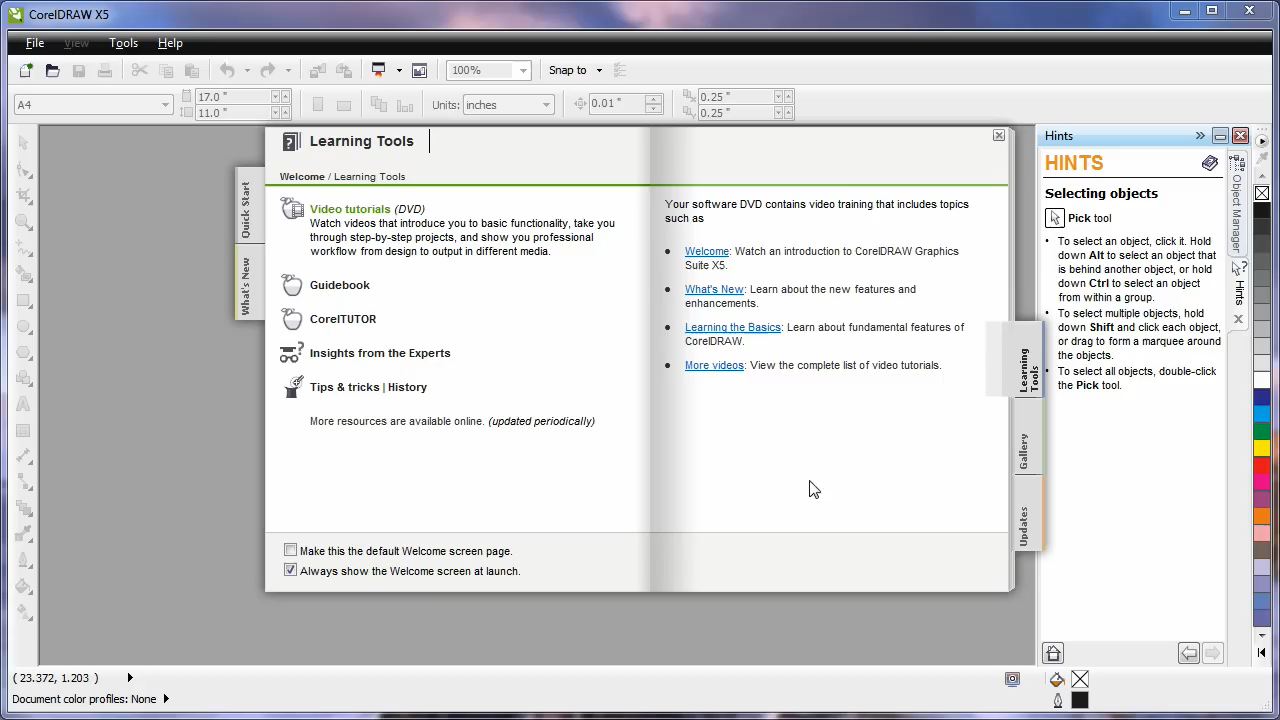 CorelDRAW X5
File View Tools Help
100% Snap to
A4 17.0 " 11.0 " Units: inches 0.01 " 0.25 " 0.25 "
Learning Tools
Welcome / Learning Tools
Quick Start
What's New
Video tutorials (DVD)
Watch videos that introduce you to basic functionality, take you
through step-by-step projects, and show you professional
workflow from design to output in different media.
Guidebook
CorelTUTOR
Insights from the Experts
Tips & tricks | History
More resources are available online. (updated periodically)
Make this the default Welcome screen page.
Always show the Welcome screen at launch.
Your software DVD contains video training that includes topics
such as
Welcome: Watch an introduction to CorelDRAW Graphics
Suite X5.
What's New: Learn about the new features and
enhancements.
Learning the Basics: Learn about fundamental features of
CorelDRAW.
More videos: View the complete list of video tutorials.
Learning
Tools
Gallery
Updates
Hints
HINTS
Selecting objects
Pick tool
• To select an object, click it. Hold
down Alt to select an object that
is behind another object, or hold
down Ctrl to select an object
from within a group.
• To select multiple objects, hold
down Shift and click each object,
or drag to form a marquee around
the objects.
• To select all objects, double-click
the Pick tool.
Object Manager
Hints
( 23.372, 1.203 )
Document color profiles: None